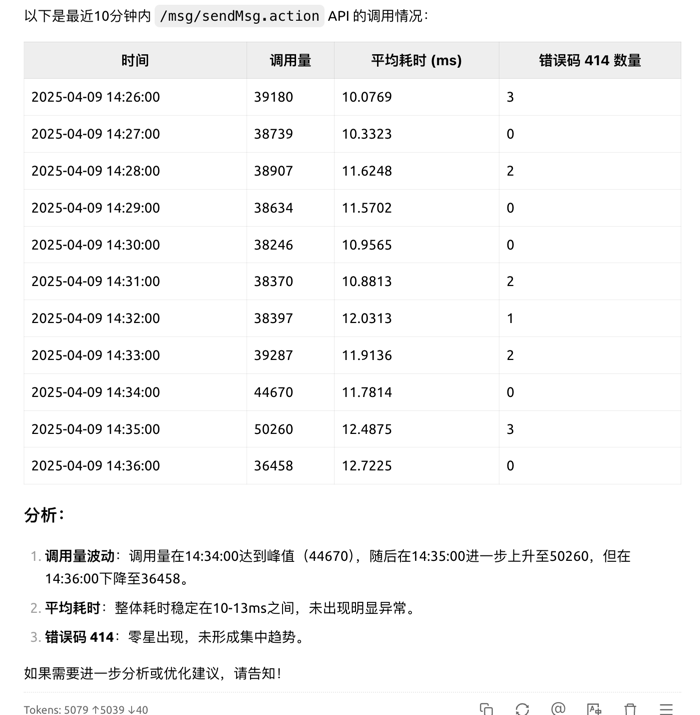 以下是最近10分钟内 /msg/sendMsg.action API 的调用情况：
时间 调用量 平均耗时 (ms) 错误码 414 数量
2025-04-09 14:26:00 39180 10.0769 3
2025-04-09 14:27:00 38739 10.3323 0
2025-04-09 14:28:00 38907 11.6248 2
2025-04-09 14:29:00 38634 11.5702 0
2025-04-09 14:30:00 38246 10.9565 0
2025-04-09 14:31:00 38370 10.8813 2
2025-04-09 14:32:00 38397 12.0313 1
2025-04-09 14:33:00 39287 11.9136 2
2025-04-09 14:34:00 44670 11.7814 0
2025-04-09 14:35:00 50260 12.4875 3
2025-04-09 14:36:00 36458 12.7225 0
分析：
1. 调用量波动：调用量在14:34:00达到峰值（44670），随后在14:35:00进一步上升至50260，但在
14:36:00下降至36458。
2. 平均耗时：整体耗时稳定在10-13ms之间，未出现明显异常。
3. 错误码 414：零星出现，未形成集中趋势。
如果需要进一步分析或优化建议，请告知！
Tokens: 5079 ↑5039 ↓40